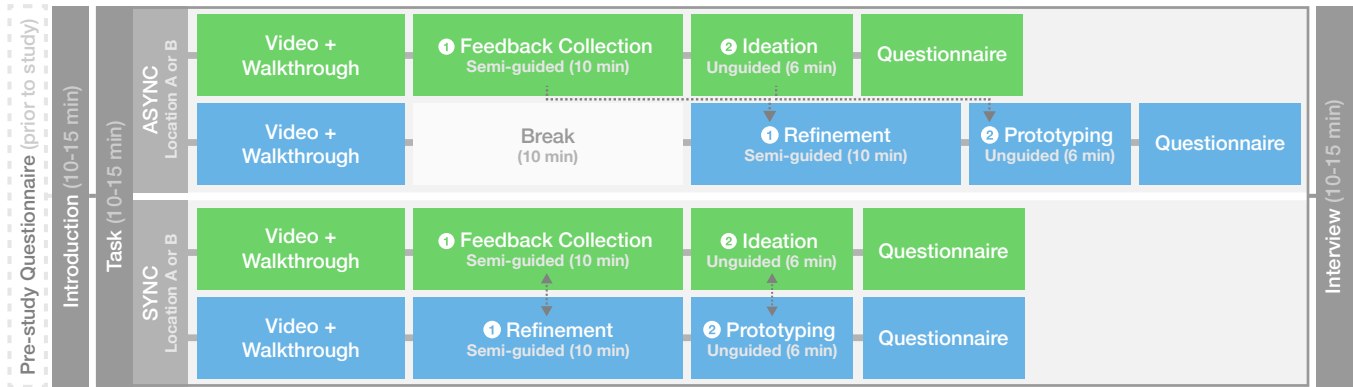 Pre-study Questionnaire (prior to study)
Introduction (10-15 min)
Task (10-15 min)
ASYNC
Location A or B
Video +
Walkthrough
❶ Feedback Collection
Semi-guided (10 min)
❷ Ideation
Unguided (6 min)
Questionnaire
Video +
Walkthrough
Break
(10 min)
❶ Refinement
Semi-guided (10 min)
❷ Prototyping
Unguided (6 min)
Questionnaire
SYNC
Location A or B
Video +
Walkthrough
❶ Feedback Collection
Semi-guided (10 min)
❷ Ideation
Unguided (6 min)
Questionnaire
Video +
Walkthrough
❶ Refinement
Semi-guided (10 min)
❷ Prototyping
Unguided (6 min)
Questionnaire
Interview (10-15 min)